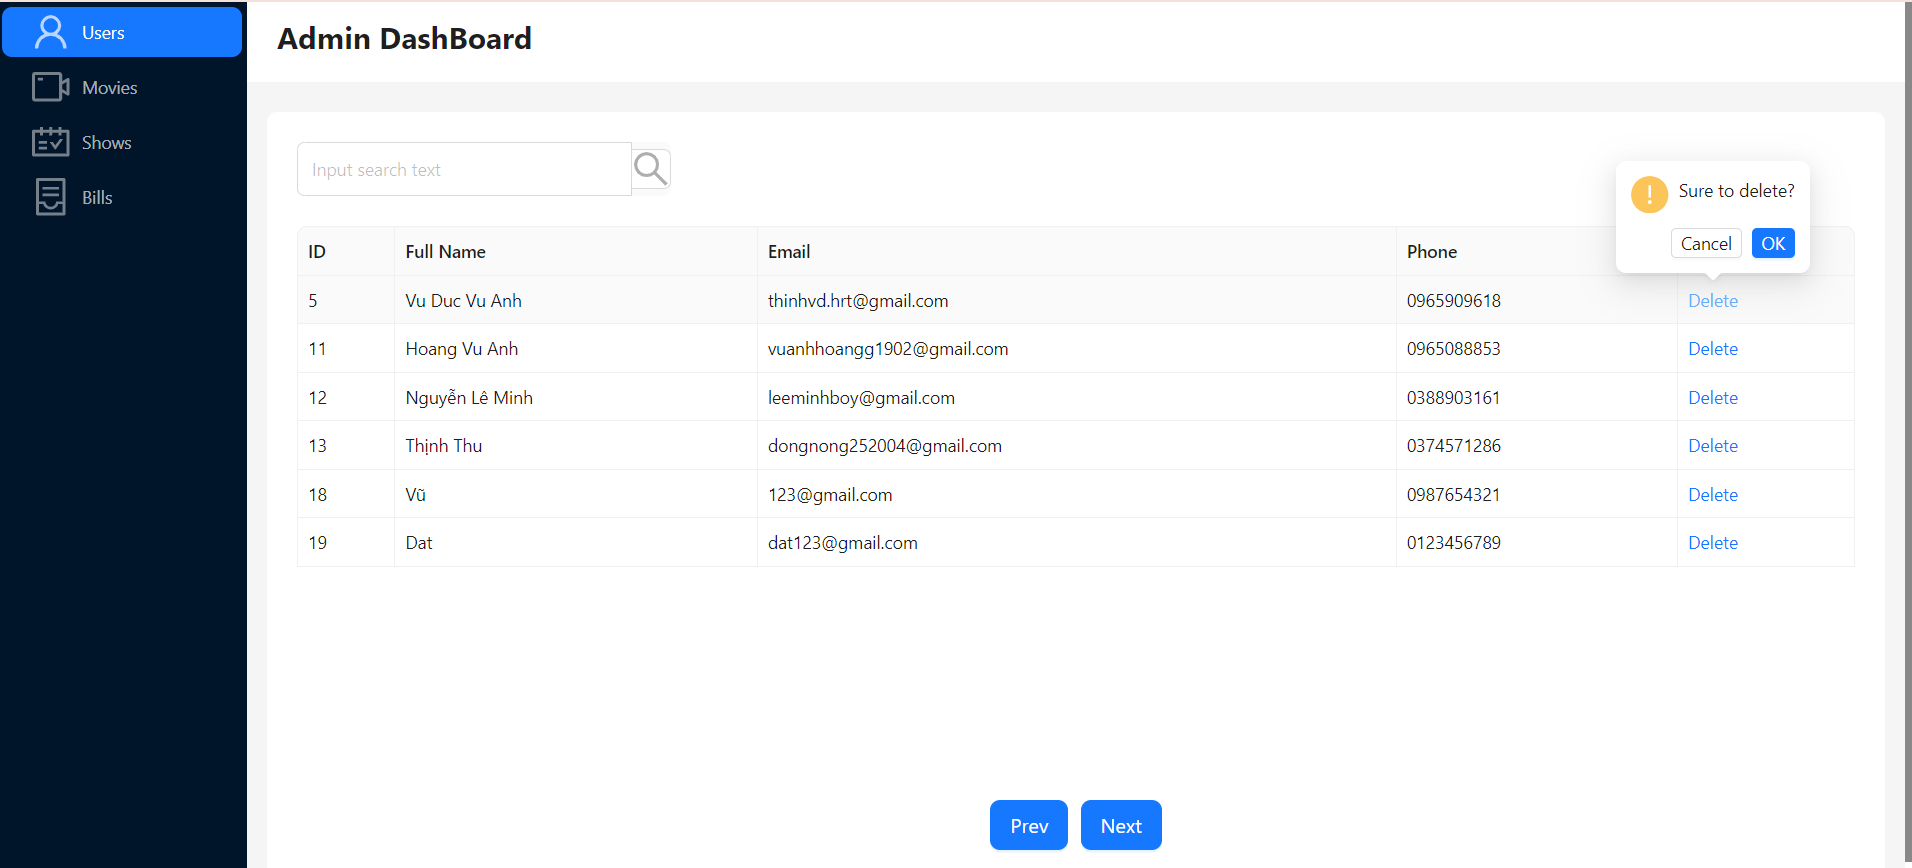 Users
Movies
Shows
Bills
Admin DashBoard
Input search text
Sure to delete?
Cancel OK
ID Full Name Email Phone
5 Vu Duc Vu Anh thinhvd.hrt@gmail.com 0965909618 Delete
11 Hoang Vu Anh vuanhhoangg1902@gmail.com 0965088853 Delete
12 Nguyễn Lê Minh leeminhboy@gmail.com 0388903161 Delete
13 Thịnh Thu dongnong252004@gmail.com 0374571286 Delete
18 Vũ 123@gmail.com 0987654321 Delete
19 Dat dat123@gmail.com 0123456789 Delete
Prev Next